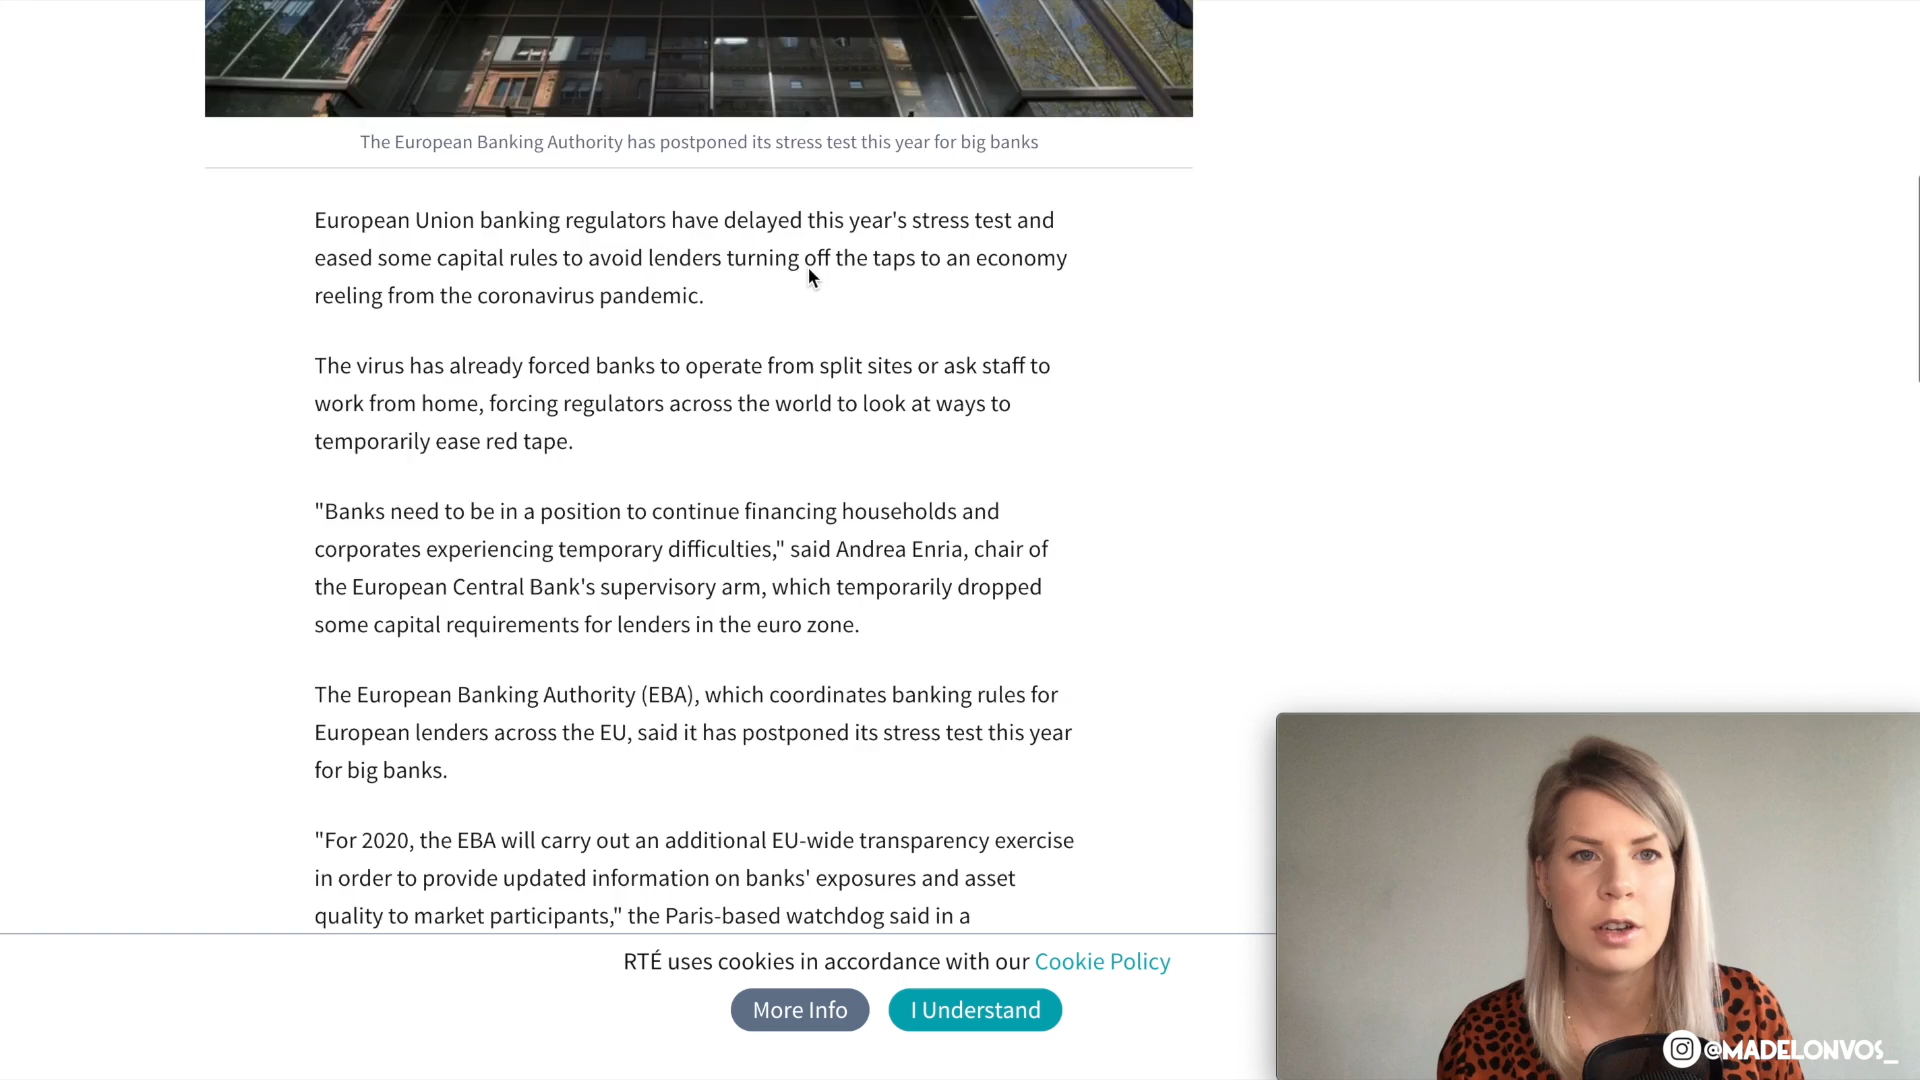 The European Banking Authority has postponed its stress test this year for big banks
European Union banking regulators have delayed this year's stress test and
eased some capital rules to avoid lenders turning off the taps to an economy
reeling from the coronavirus pandemic.
The virus has already forced banks to operate from split sites or ask staff to
work from home, forcing regulators across the world to look at ways to
temporarily ease red tape.
"Banks need to be in a position to continue financing households and
corporates experiencing temporary difficulties," said Andrea Enria, chair of
the European Central Bank's supervisory arm, which temporarily dropped
some capital requirements for lenders in the euro zone.
The European Banking Authority (EBA), which coordinates banking rules for
European lenders across the EU, said it has postponed its stress test this year
for big banks.
"For 2020, the EBA will carry out an additional EU-wide transparency exercise
in order to provide updated information on banks' exposures and asset
quality to market participants," the Paris-based watchdog said in a
RTÉ uses cookies in accordance with our Cookie Policy
More Info
I Understand
@MADELONVOS_